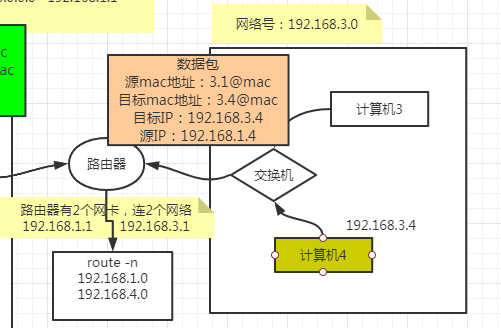 192.168.1.1
网络号：192.168.3.0
数据包
源mac地址：3.1@mac
目标mac地址：3.4@mac
目标IP：192.168.3.4
源IP：192.168.1.4
计算机3
路由器
交换机
路由器有2个网卡，连2个网络
192.168.1.1 192.168.3.1
192.168.3.4
计算机4
route -n
192.168.1.0
192.168.4.0